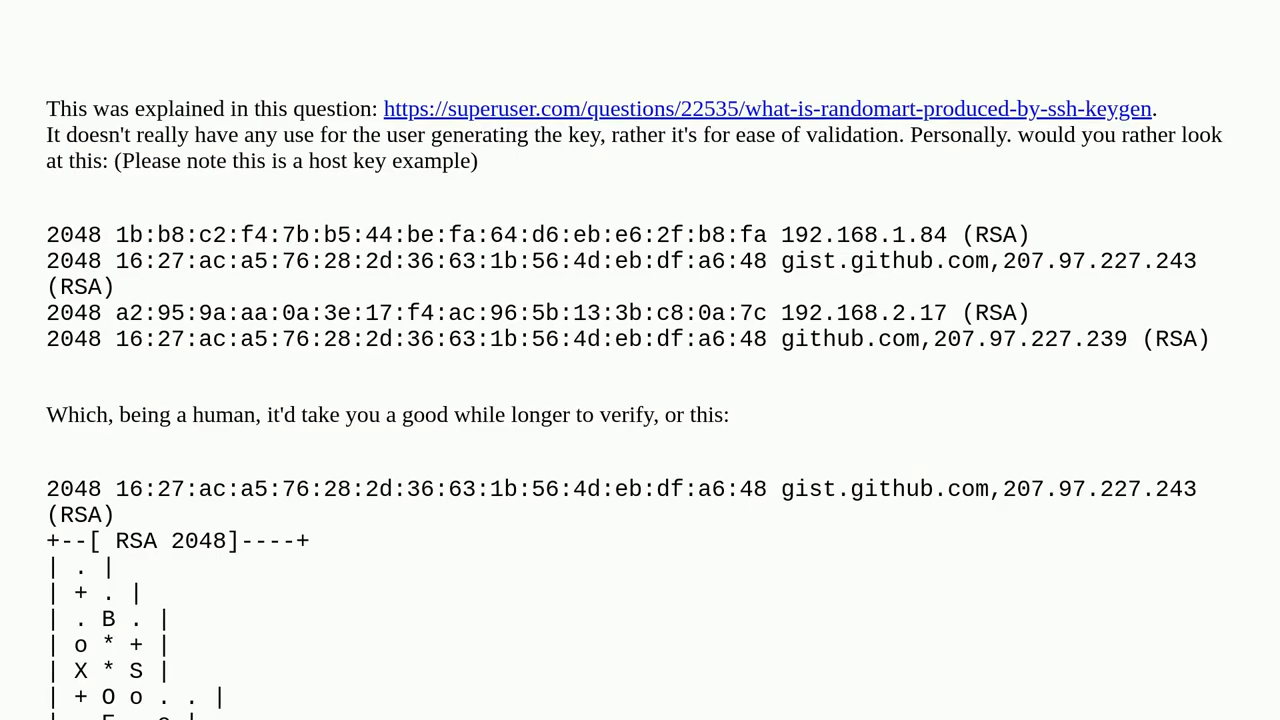 This was explained in this question: https://superuser.com/questions/22535/what-is-randomart-produced-by-ssh-keygen.
It doesn't really have any use for the user generating the key, rather it's for ease of validation. Personally. would you rather look
at this: (Please note this is a host key example)
2048 1b:b8:c2:f4:7b:b5:44:be:fa:64:d6:eb:e6:2f:b8:fa 192.168.1.84 (RSA)
2048 16:27:ac:a5:76:28:2d:36:63:1b:56:4d:eb:df:a6:48 gist.github.com,207.97.227.243
(RSA)
2048 a2:95:9a:aa:0a:3e:17:f4:ac:96:5b:13:3b:c8:0a:7c 192.168.2.17 (RSA)
2048 16:27:ac:a5:76:28:2d:36:63:1b:56:4d:eb:df:a6:48 github.com,207.97.227.239 (RSA)
Which, being a human, it'd take you a good while longer to verify, or this:
2048 16:27:ac:a5:76:28:2d:36:63:1b:56:4d:eb:df:a6:48 gist.github.com,207.97.227.243
(RSA)
+--[ RSA 2048]----+
| . |
| + . |
| . B . |
| o * + |
| X * S |
| + O o . . |